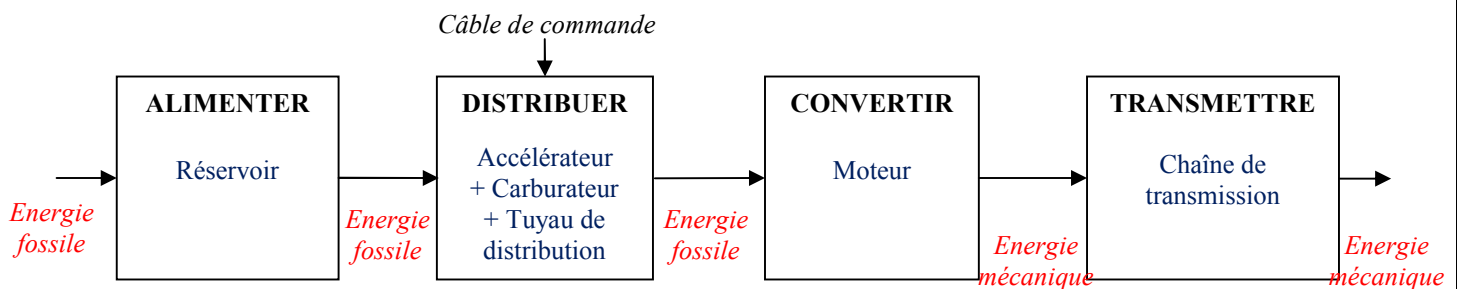 Câble de commande
ALIMENTER
Réservoir
DISTRIBUER
Accélérateur
+ Carburateur
+ Tuyau de
distribution
CONVERTIR
Moteur
TRANSMETTRE
Chaîne de
transmission
Energie
fossile
Energie
fossile
Energie
fossile
Energie
mécanique
Energie
mécanique